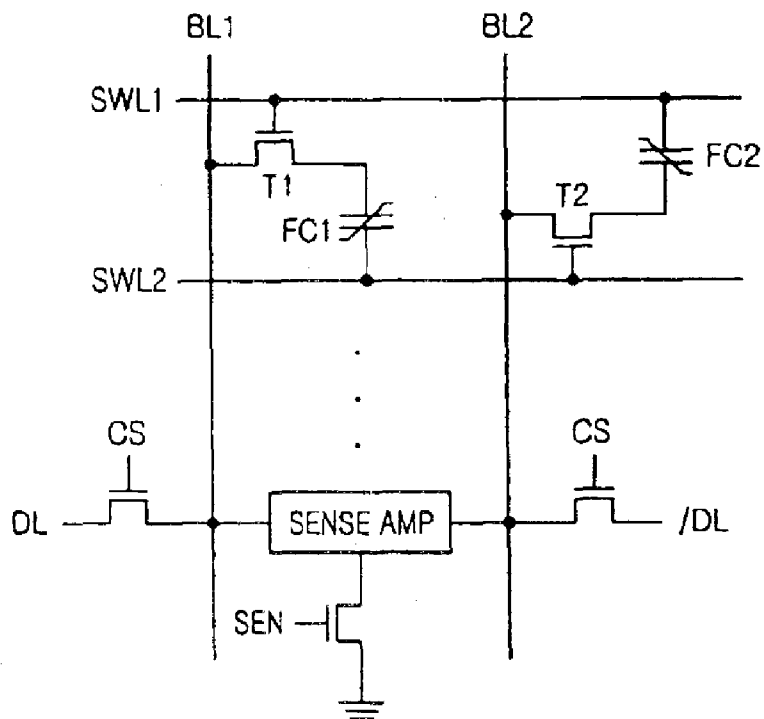 BL1
BL2
SWL1
T1
FC2
T2
FC1
SWL2
CS
CS
DL
SENSE AMP
/DL
SEN